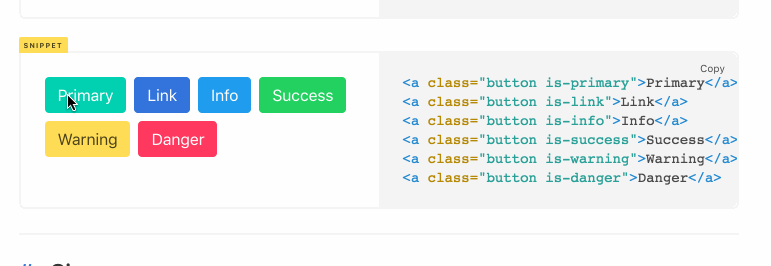 SNIPPET
Primary Link Info Success
Warning Danger
Copy
<a class="button is-primary">Primary</a>
<a class="button is-link">Link</a>
<a class="button is-info">Info</a>
<a class="button is-success">Success</a>
<a class="button is-warning">Warning</a>
<a class="button is-danger">Danger</a>